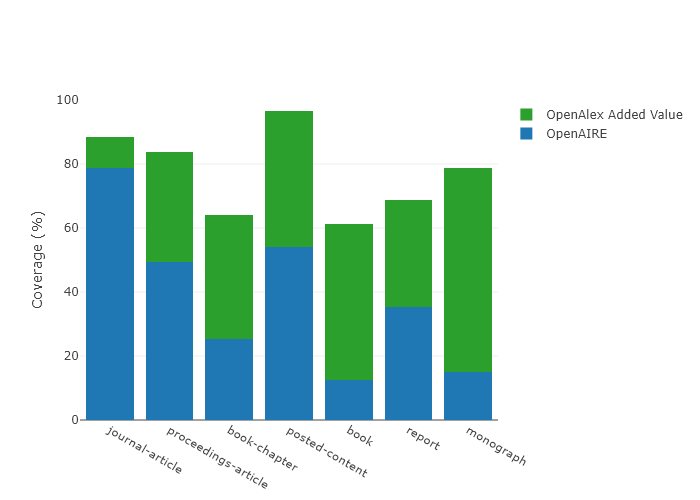 100
80
60
40
20
0
Coverage (%)
journal-article
proceedings-article
book-chapter
posted-content
book
report
monograph
OpenAlex Added Value
OpenAIRE